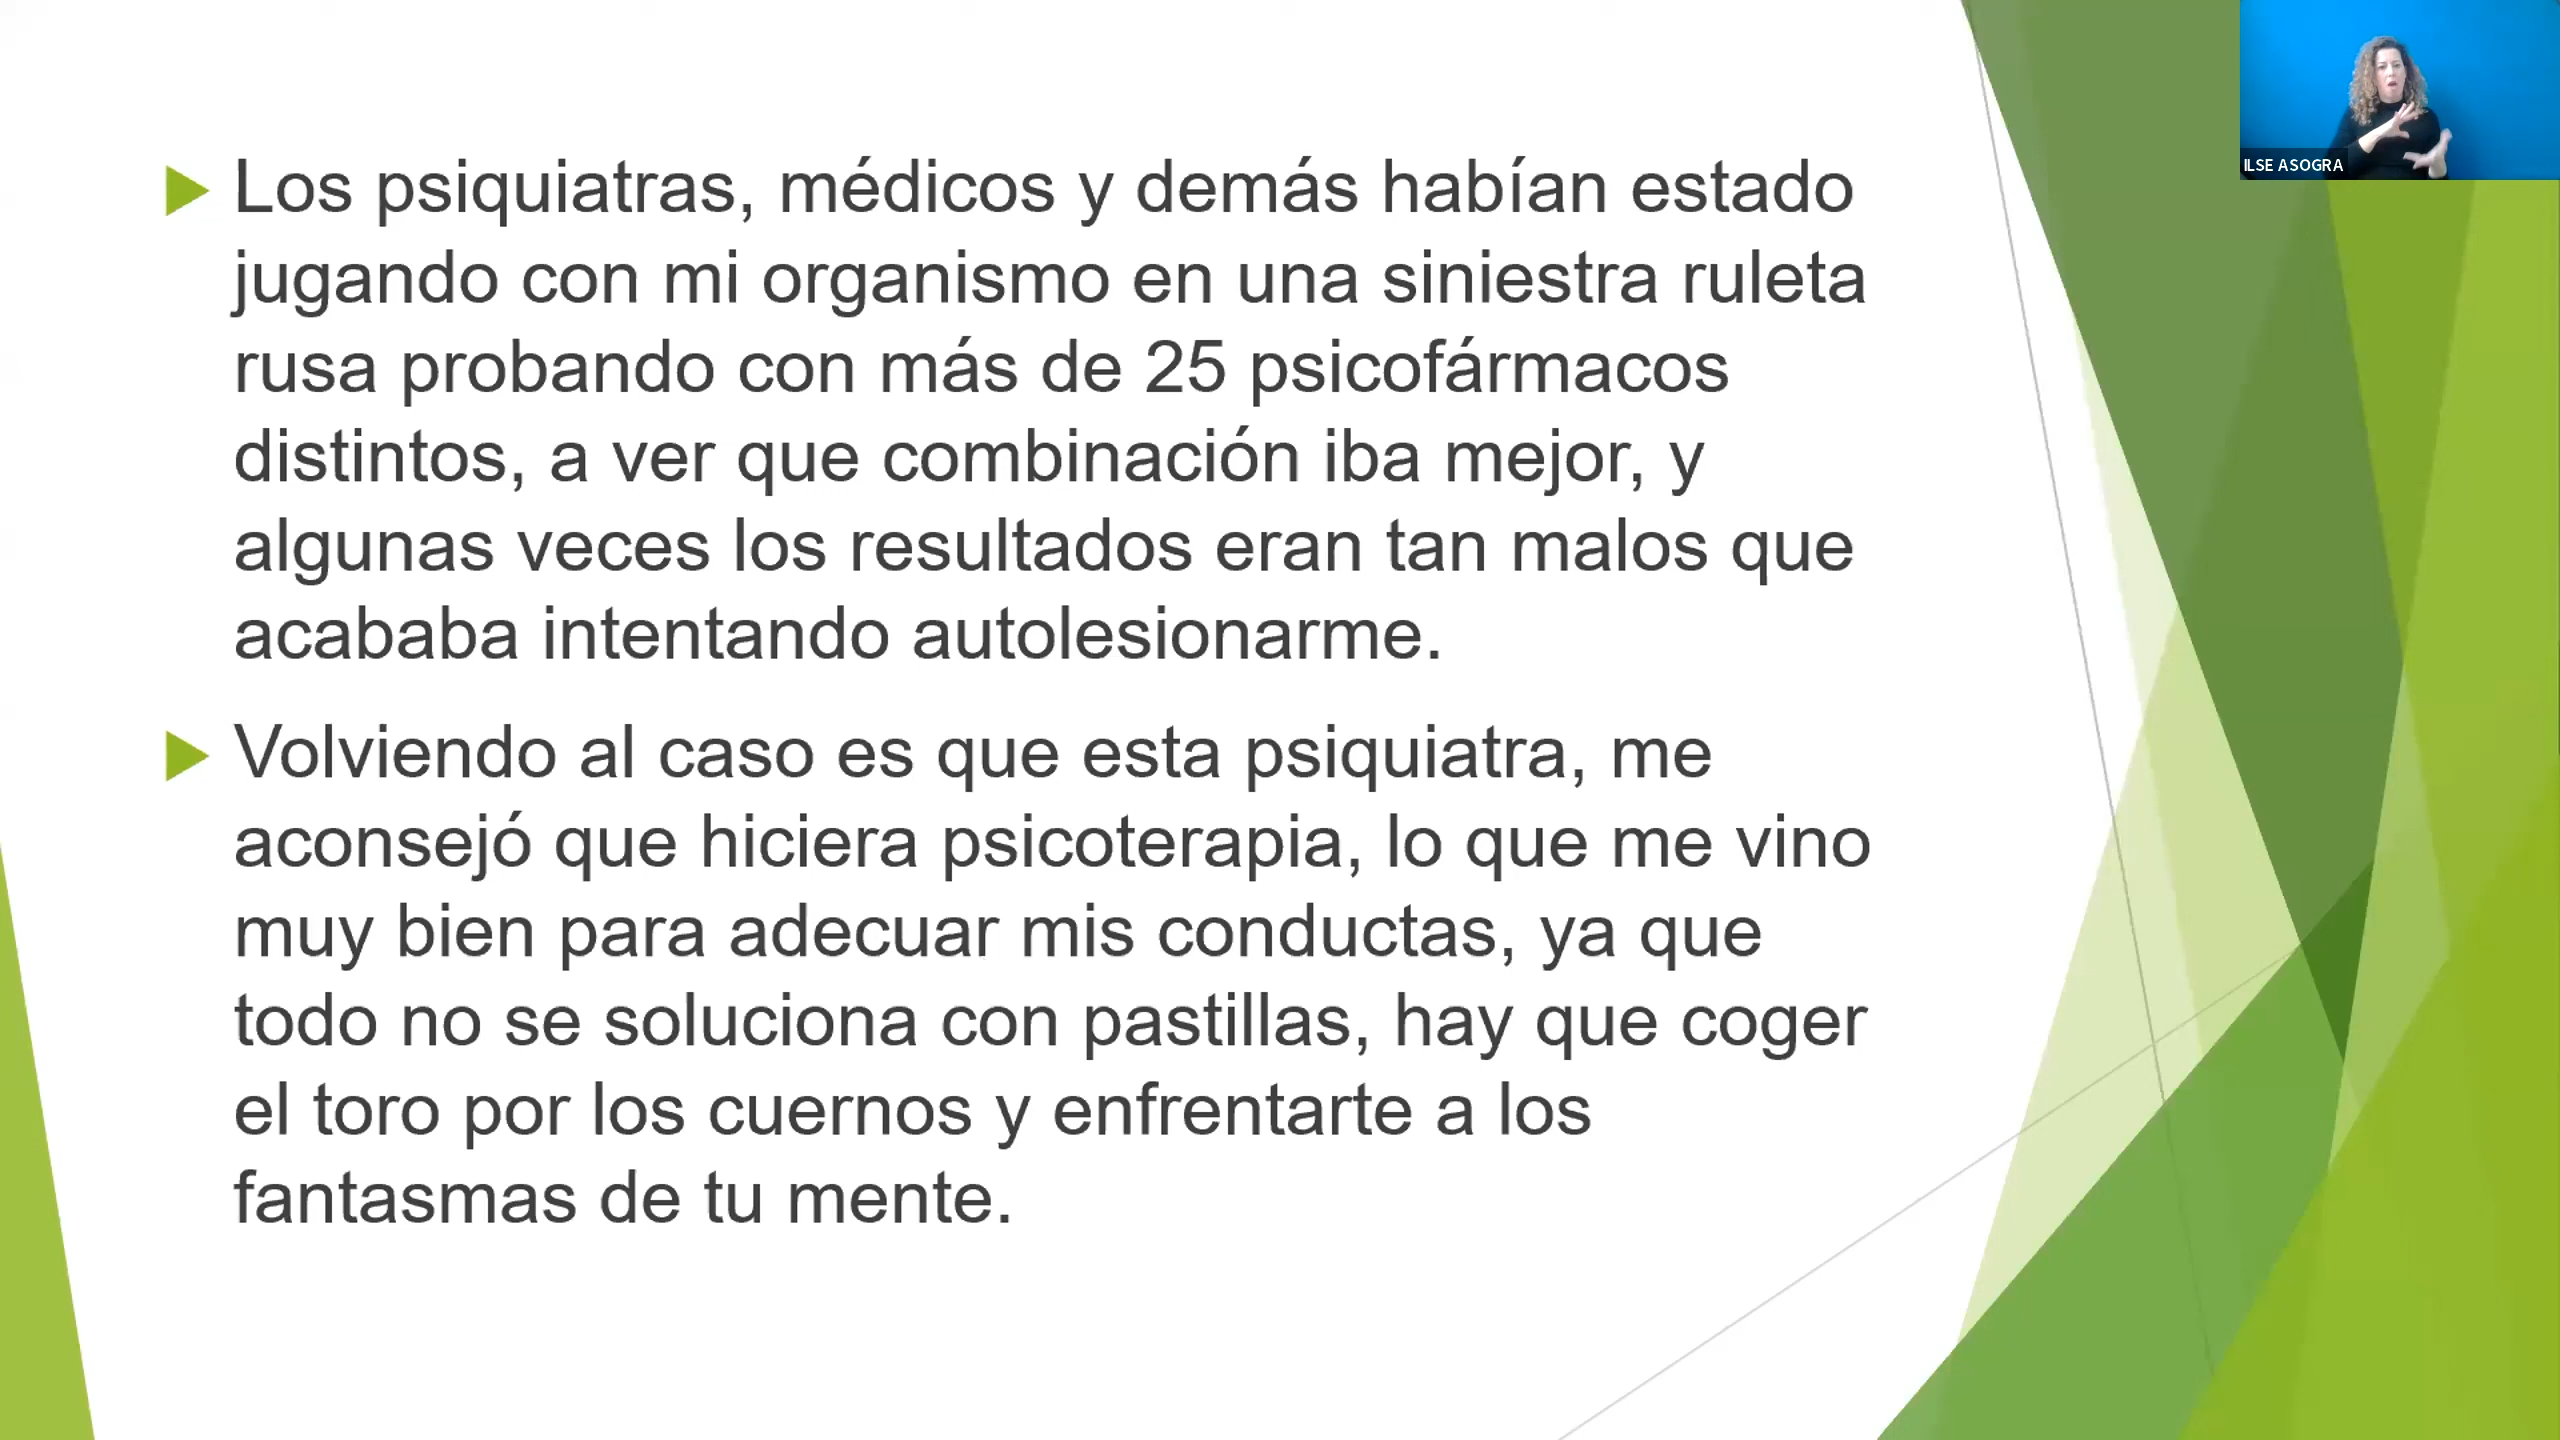 Los psiquiatras, médicos y demás habían estado
jugando con mi organismo en una siniestra ruleta
rusa probando con más de 25 psicofármacos
distintos, a ver que combinación iba mejor, y
algunas veces los resultados eran tan malos que
acababa intentando autolesionarme.
Volviendo al caso es que esta psiquiatra, me
aconsejó que hiciera psicoterapia, lo que me vino
muy bien para adecuar mis conductas, ya que
todo no se soluciona con pastillas, hay que coger
el toro por los cuernos y enfrentarte a los
fantasmas de tu mente.
ILSE ASOGRA